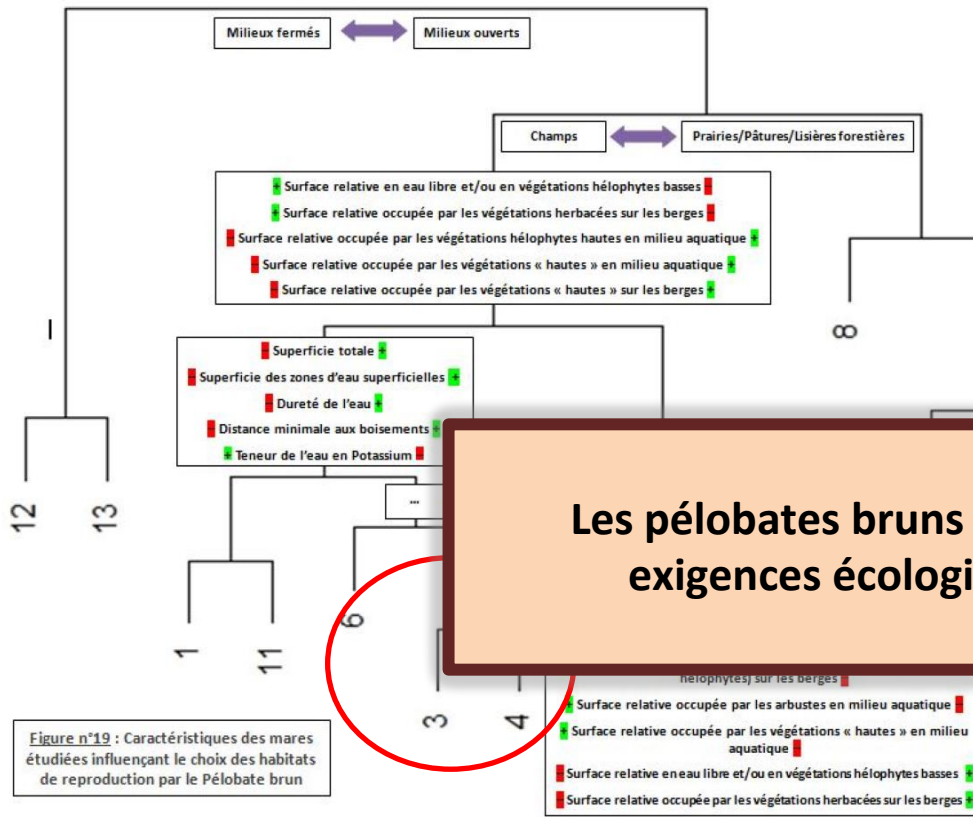 Milieux fermés
Milieux ouverts
Champs
Prairies/Pâtures/Lisières forestières
+ Surface relative en eau libre et/ou en végétations hélophytes basses -
+ Surface relative occupée par les végétations herbacées sur les berges -
- Surface relative occupée par les végétations hélophytes hautes en milieu aquatique +
- Surface relative occupée par les végétations « hautes » en milieu aquatique +
- Surface relative occupée par les végétations « hautes » sur les berges +
8
- Superficie totale +
- Superficie des zones d'eau superficielles +
- Dureté de l'eau +
- Distance minimale aux boisements +
+ Teneur de l'eau en Potassium -
...
12
13
Les pélobates bruns
exigences écologi
1
11
6
3
4
hélophytes) sur les berges -
+ Surface relative occupée par les arbustes en milieu aquatique -
+ Surface relative occupée par les végétations « hautes » en milieu
aquatique -
- Surface relative en eau libre et/ou en végétations hélophytes basses +
- Surface relative occupée par les végétations herbacées sur les berges +
Figure n°19 : Caractéristiques des mares
étudiées influençant le choix des habitats
de reproduction par le Pélobate brun